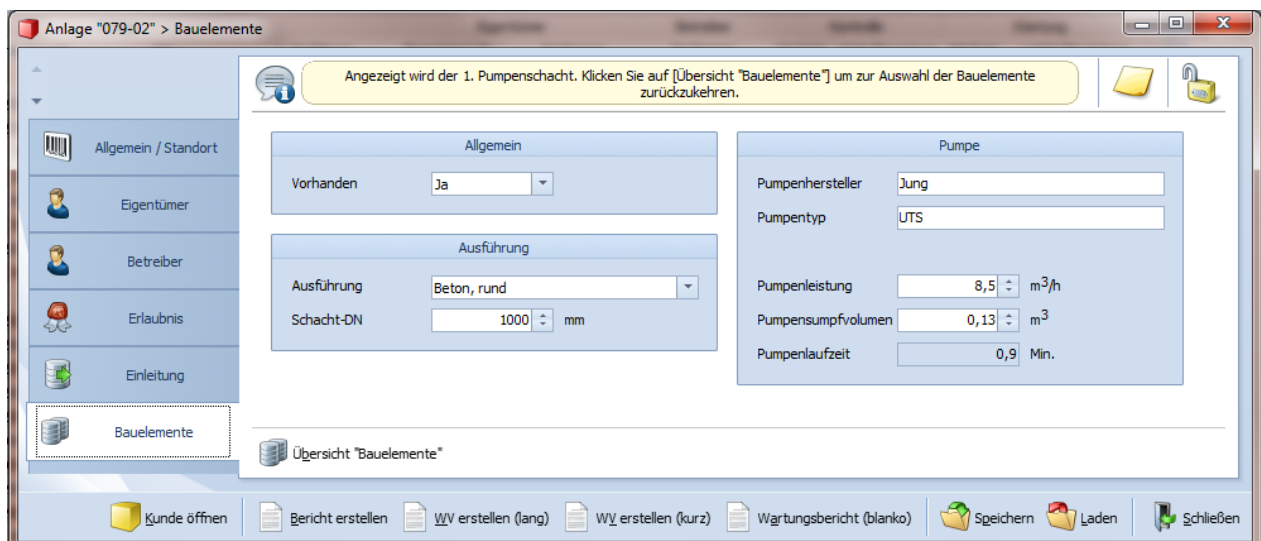 Anlage "079-02" > Bauelemente
Angezeigt wird der 1. Pumpenschacht. Klicken Sie auf [Übersicht "Bauelemente"] um zur Auswahl der Bauelemente
zurückzukehren.
Allgemein / Standort
Eigentümer
Betreiber
Erlaubnis
Einleitung
Bauelemente
Allgemein
Vorhanden Ja
Ausführung
Ausführung Beton, rund
Schacht-DN 1000 mm
Pumpe
Pumpenhersteller Jung
Pumpentyp UTS
Pumpenleistung 8,5 m³/h
Pumpensumpfvolumen 0,13 m³
Pumpenlaufzeit 0,9 Min.
Übersicht "Bauelemente"
Kunde öffnen Bericht erstellen WV erstellen (lang) WV erstellen (kurz) Wartungsbericht (blanko) Speichern Laden Schließen